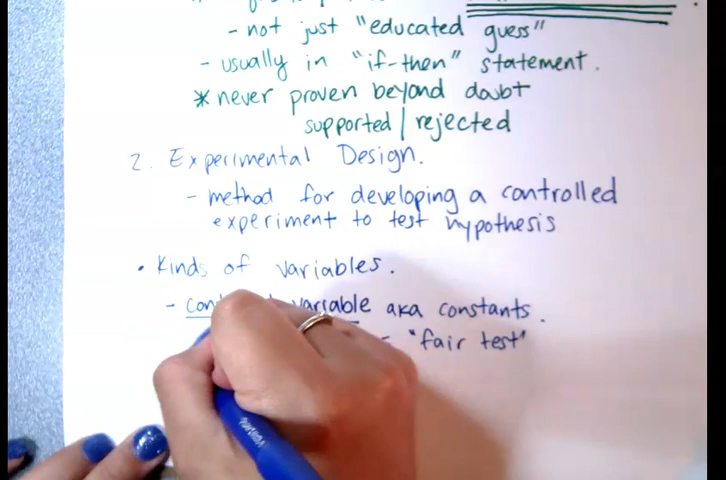 - not just "educated guess"
- usually in "if-then" statement.
* never proven beyond doubt
supported | rejected
2. Experimental Design.
- method for developing a controlled
experiment to test hypothesis
• Kinds of variables.
- variable aka constants.
- "fair test"